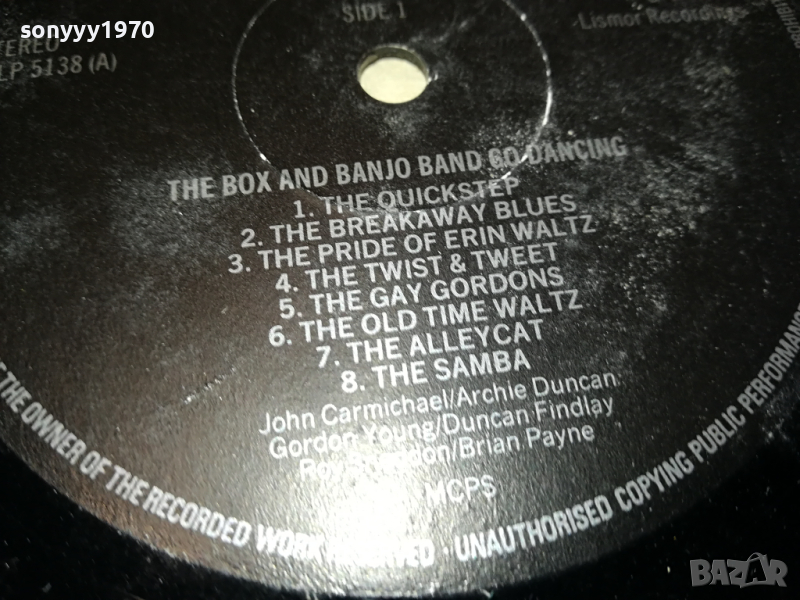 sonyyy1970
SIDE 1
Lismor Recordings
STEREO
LP 5138 (A)
THE BOX AND BANJO BAND GO DANCING
1. THE QUICKSTEP
2. THE BREAKAWAY BLUES
3. THE PRIDE OF ERIN WALTZ
4. THE TWIST & TWEET
5. THE GAY GORDONS
6. THE OLD TIME WALTZ
7. THE ALLEYCAT
8. THE SAMBA
John Carmichael/Archie Duncan
Gordon Young/Duncan Findlay
Brian Payne
MCPS
THE OWNER OF THE RECORDED WORK RESERVED · UNAUTHORISED COPYING PUBLIC PERFORMANCE
BAZAR